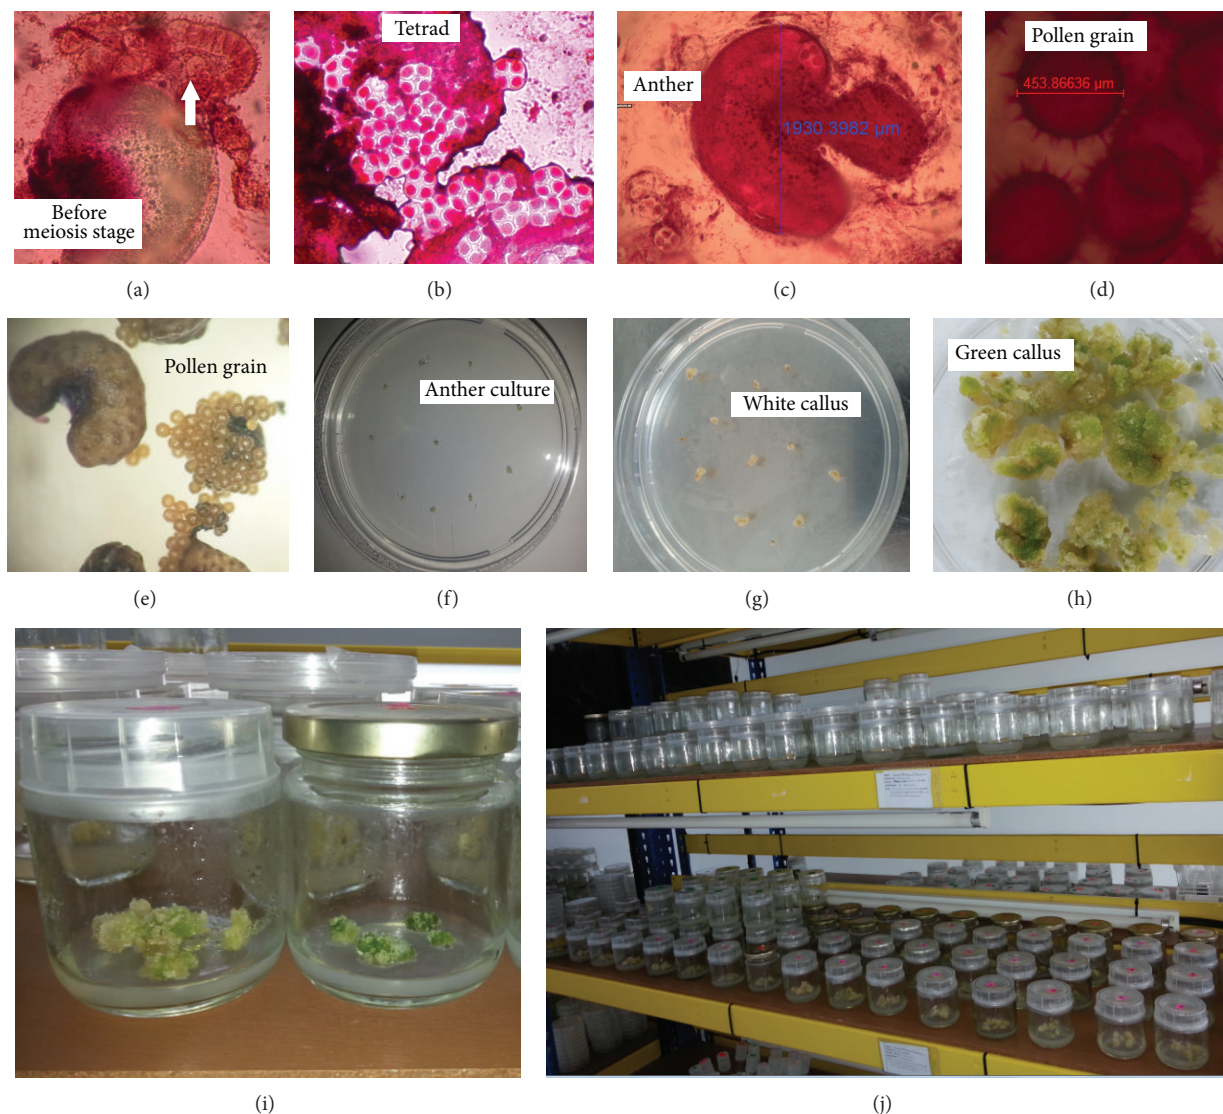 Tetrad
Anther
Pollen grain
453.86636 µm
1930.3982 µm
Before
meiosis stage
(a)
(b)
(c)
(d)
Pollen grain
Anther culture
White callus
Green callus
(e)
(f)
(g)
(h)
(i)
(j)